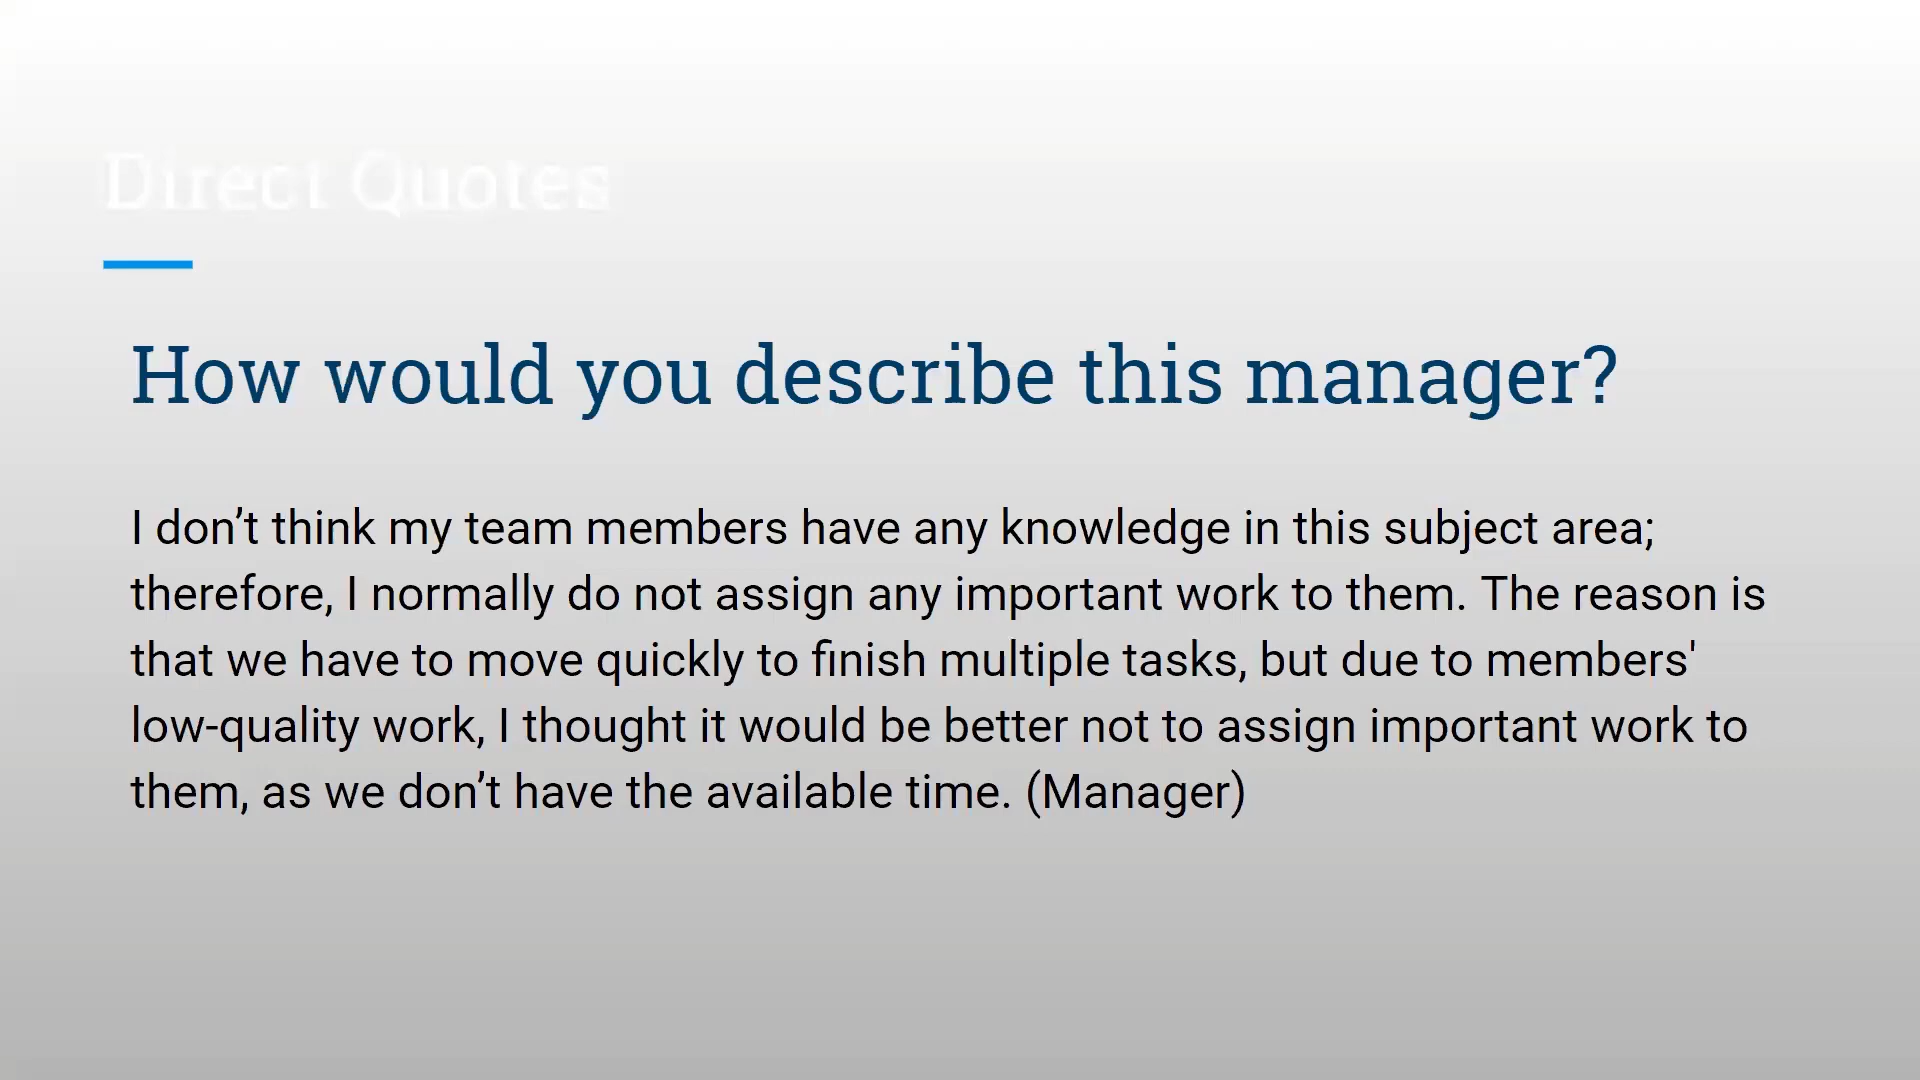 Direct Quotes
How would you describe this manager?
I don’t think my team members have any knowledge in this subject area;
therefore, I normally do not assign any important work to them. The reason is
that we have to move quickly to finish multiple tasks, but due to members'
low-quality work, I thought it would be better not to assign important work to
them, as we don’t have the available time. (Manager)